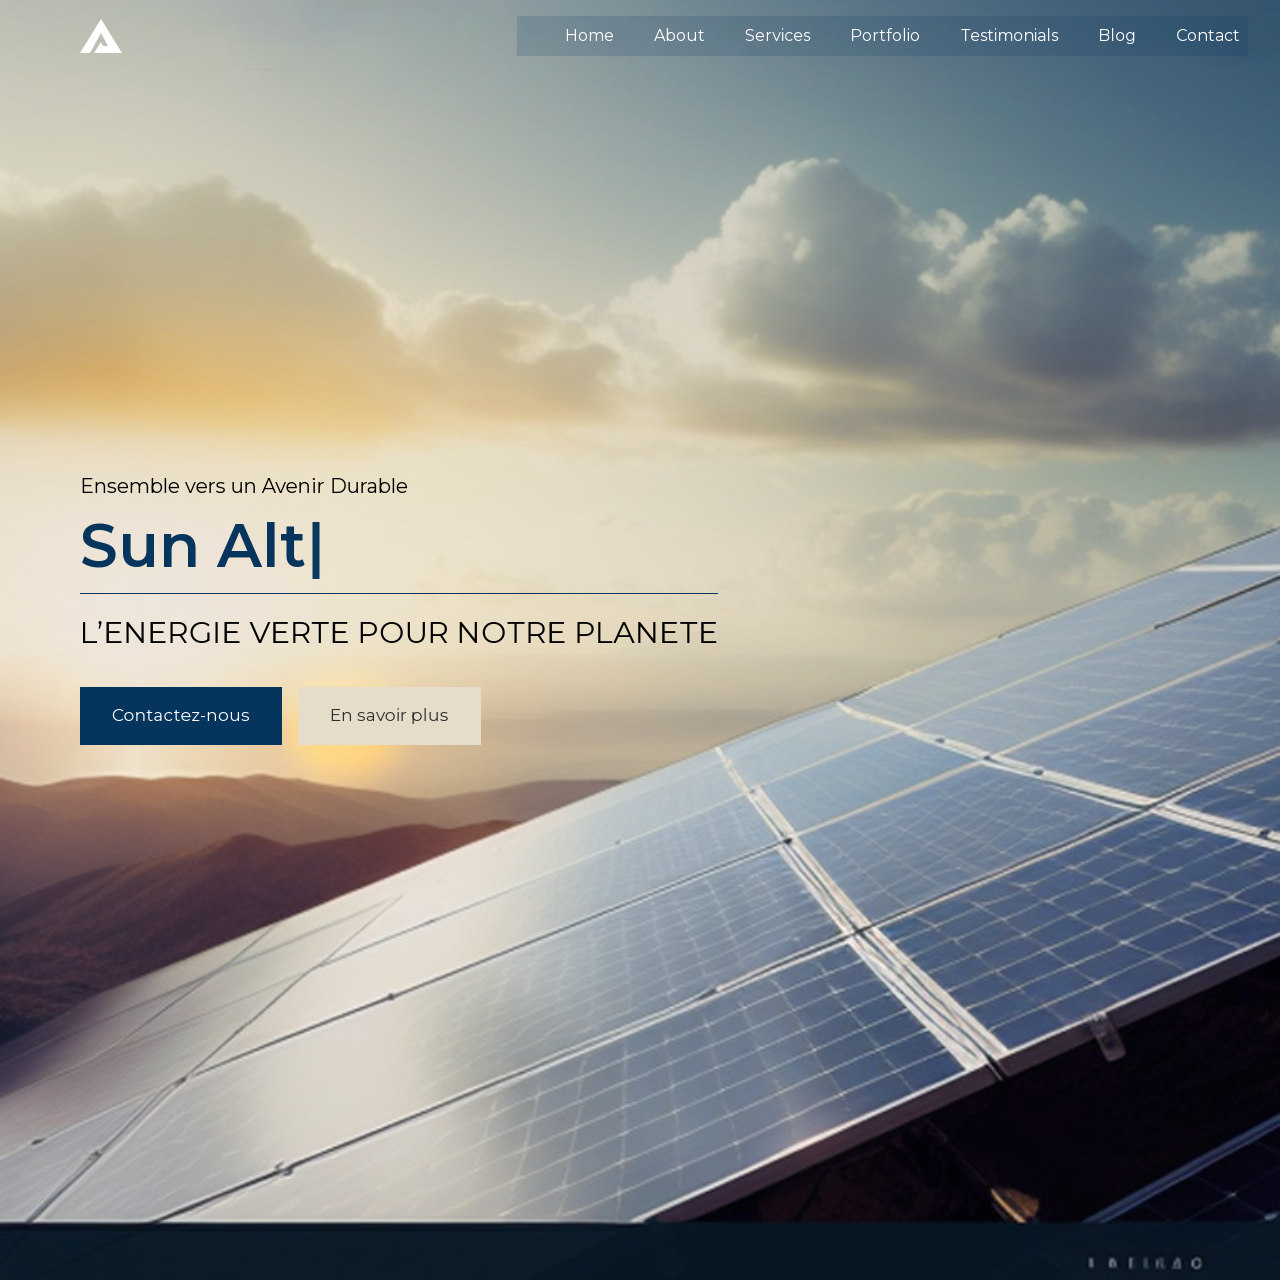 Home About Services Portfolio Testimonials Blog Contact
Ensemble vers un Avenir Durable
Sun Alt|
L’ENERGIE VERTE POUR NOTRE PLANETE
Contactez-nous En savoir plus